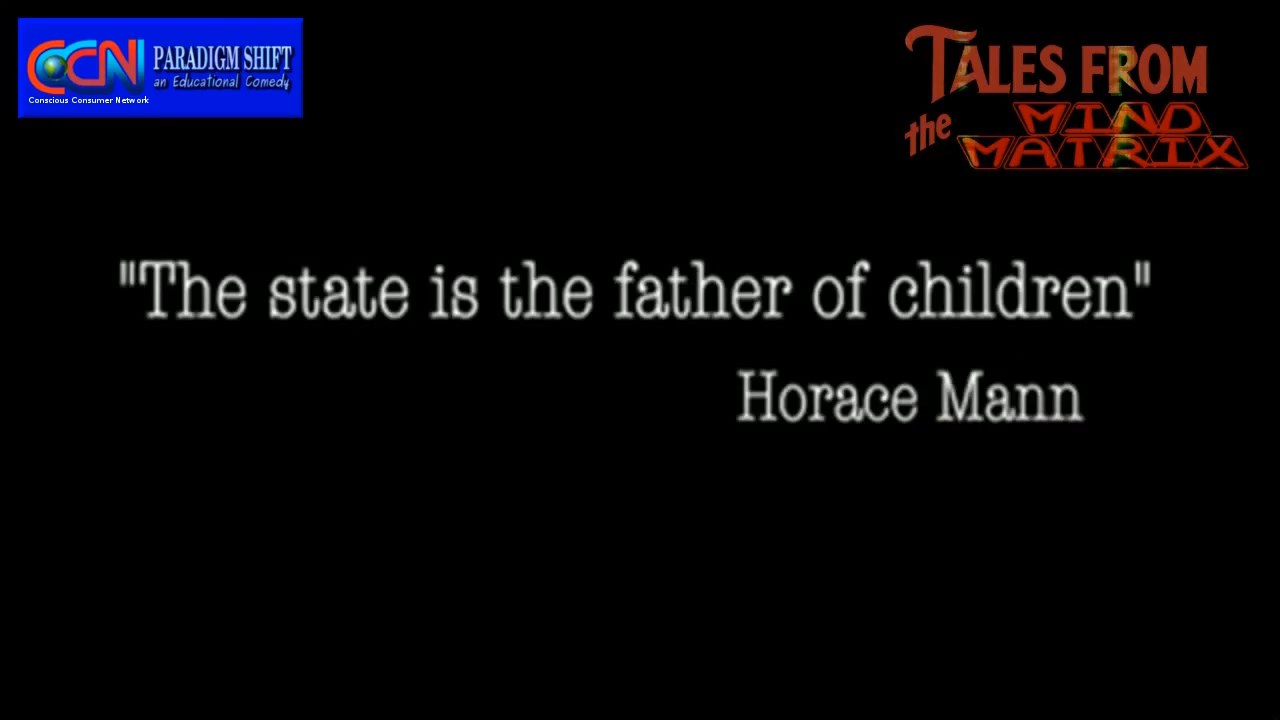 CCN PARADIGM SHIFT
an Educational Comedy
Conscious Consumer Network
TALES FROM
the MIND
MATRIX
"The state is the father of children"
Horace Mann